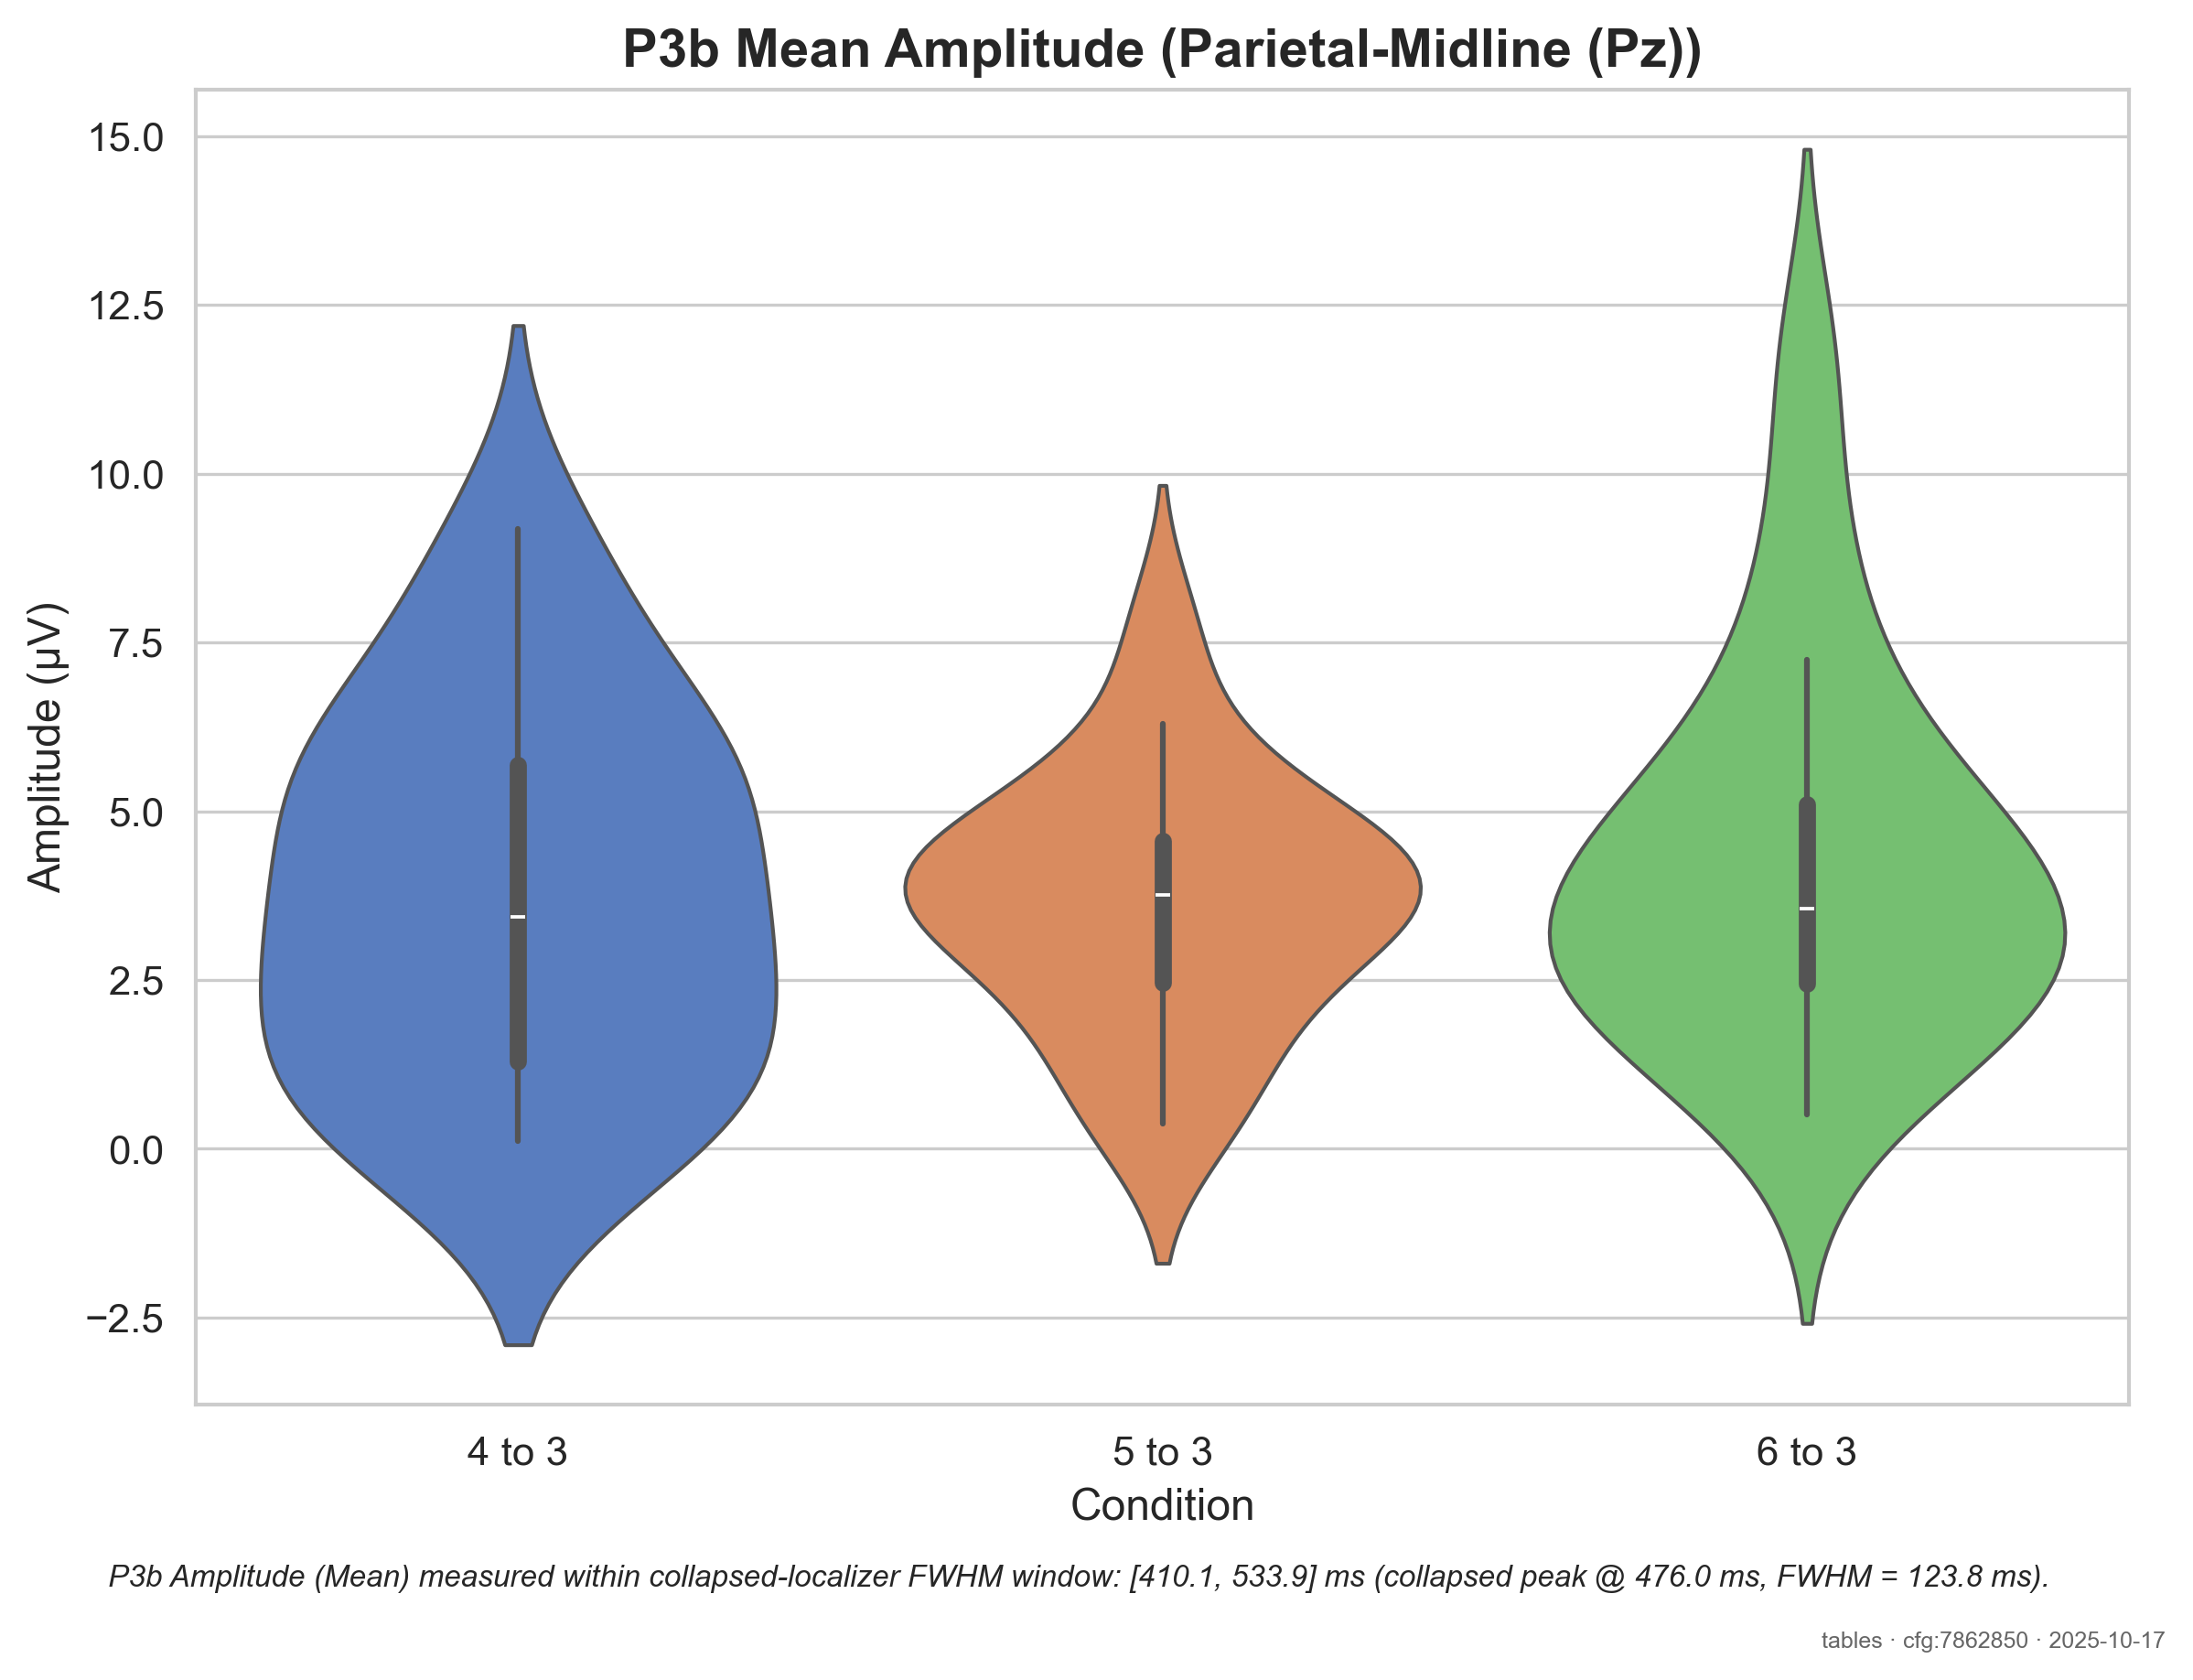 P3b Mean Amplitude (Parietal-Midline (Pz))
Amplitude (µV)
15.0
12.5
10.0
7.5
5.0
2.5
0.0
−2.5
4 to 3
5 to 3
6 to 3
Condition
P3b Amplitude (Mean) measured within collapsed-localizer FWHM window: [410.1, 533.9] ms (collapsed peak @ 476.0 ms, FWHM = 123.8 ms).
tables · cfg:7862850 · 2025-10-17